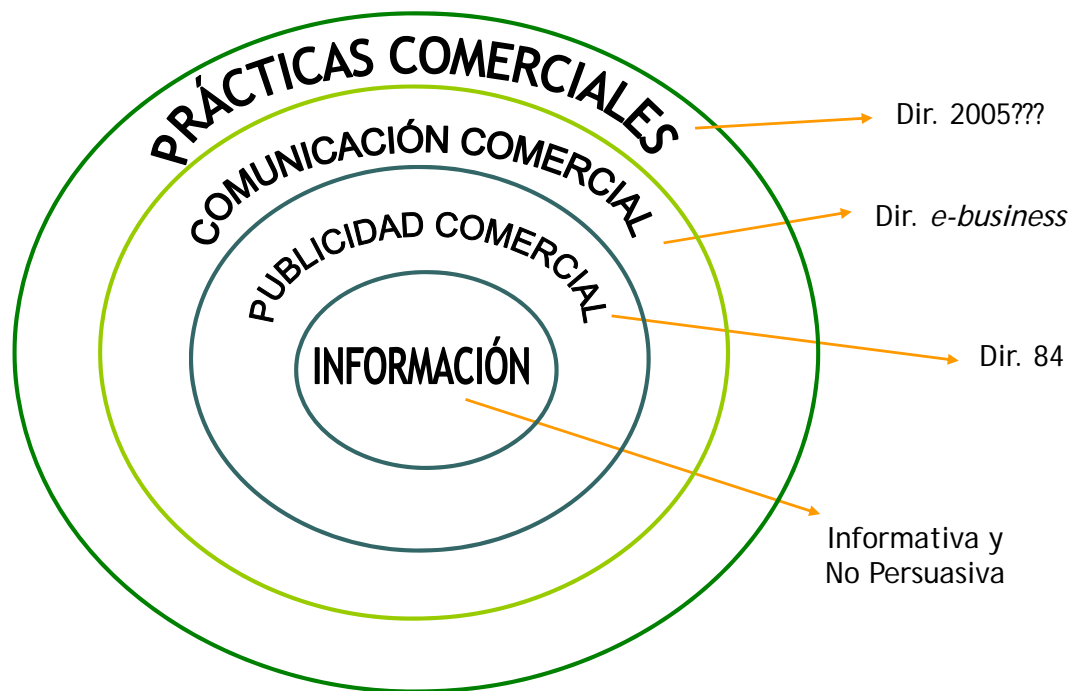 PRÁCTICAS COMERCIALES
Dir. 2005???
COMUNICACIÓN COMERCIAL
Dir. e-business
PUBLICIDAD COMERCIAL
Dir. 84
INFORMACIÓN
Informativa y
No Persuasiva